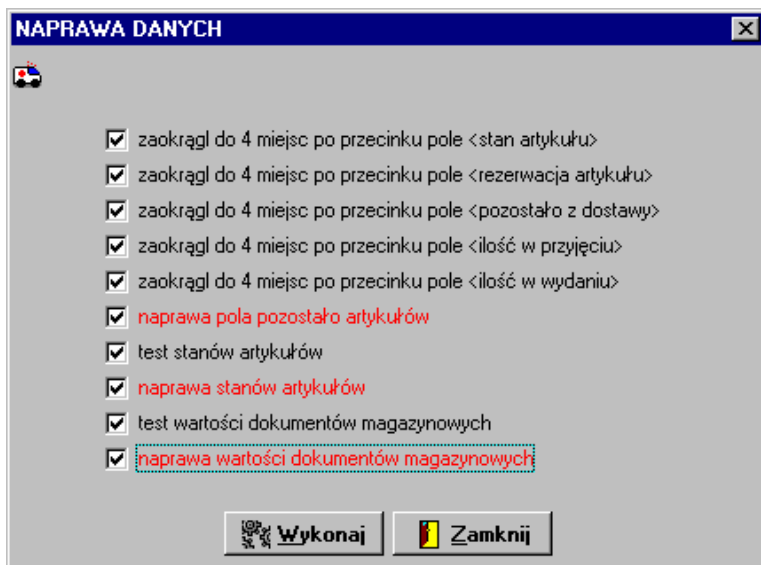 NAPRAWA DANYCH
zaokrągl do 4 miejsc po przecinku pole <stan artykułu>
zaokrągl do 4 miejsc po przecinku pole <rezerwacja artykułu>
zaokrągl do 4 miejsc po przecinku pole <pozostało z dostawy>
zaokrągl do 4 miejsc po przecinku pole <ilość w przyjęciu>
zaokrągl do 4 miejsc po przecinku pole <ilość w wydaniu>
naprawa pola pozostało artykułów
test stanów artykułów
naprawa stanów artykułów
test wartości dokumentów magazynowych
naprawa wartości dokumentów magazynowych
Wykonaj Zamknij